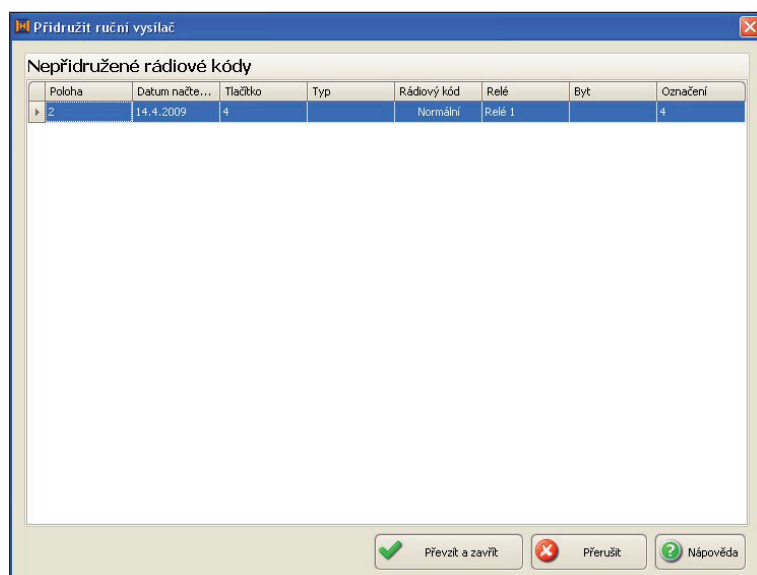 Přidružit ruční vysílač
Nepřidružené rádiové kódy
Poloha Datum načte... Tlačítko Typ Rádiový kód Relé Byt Označení
2 14.4.2009 4 Normální Relé 1 4
Převzít a zavřít Přerušit Nápověda